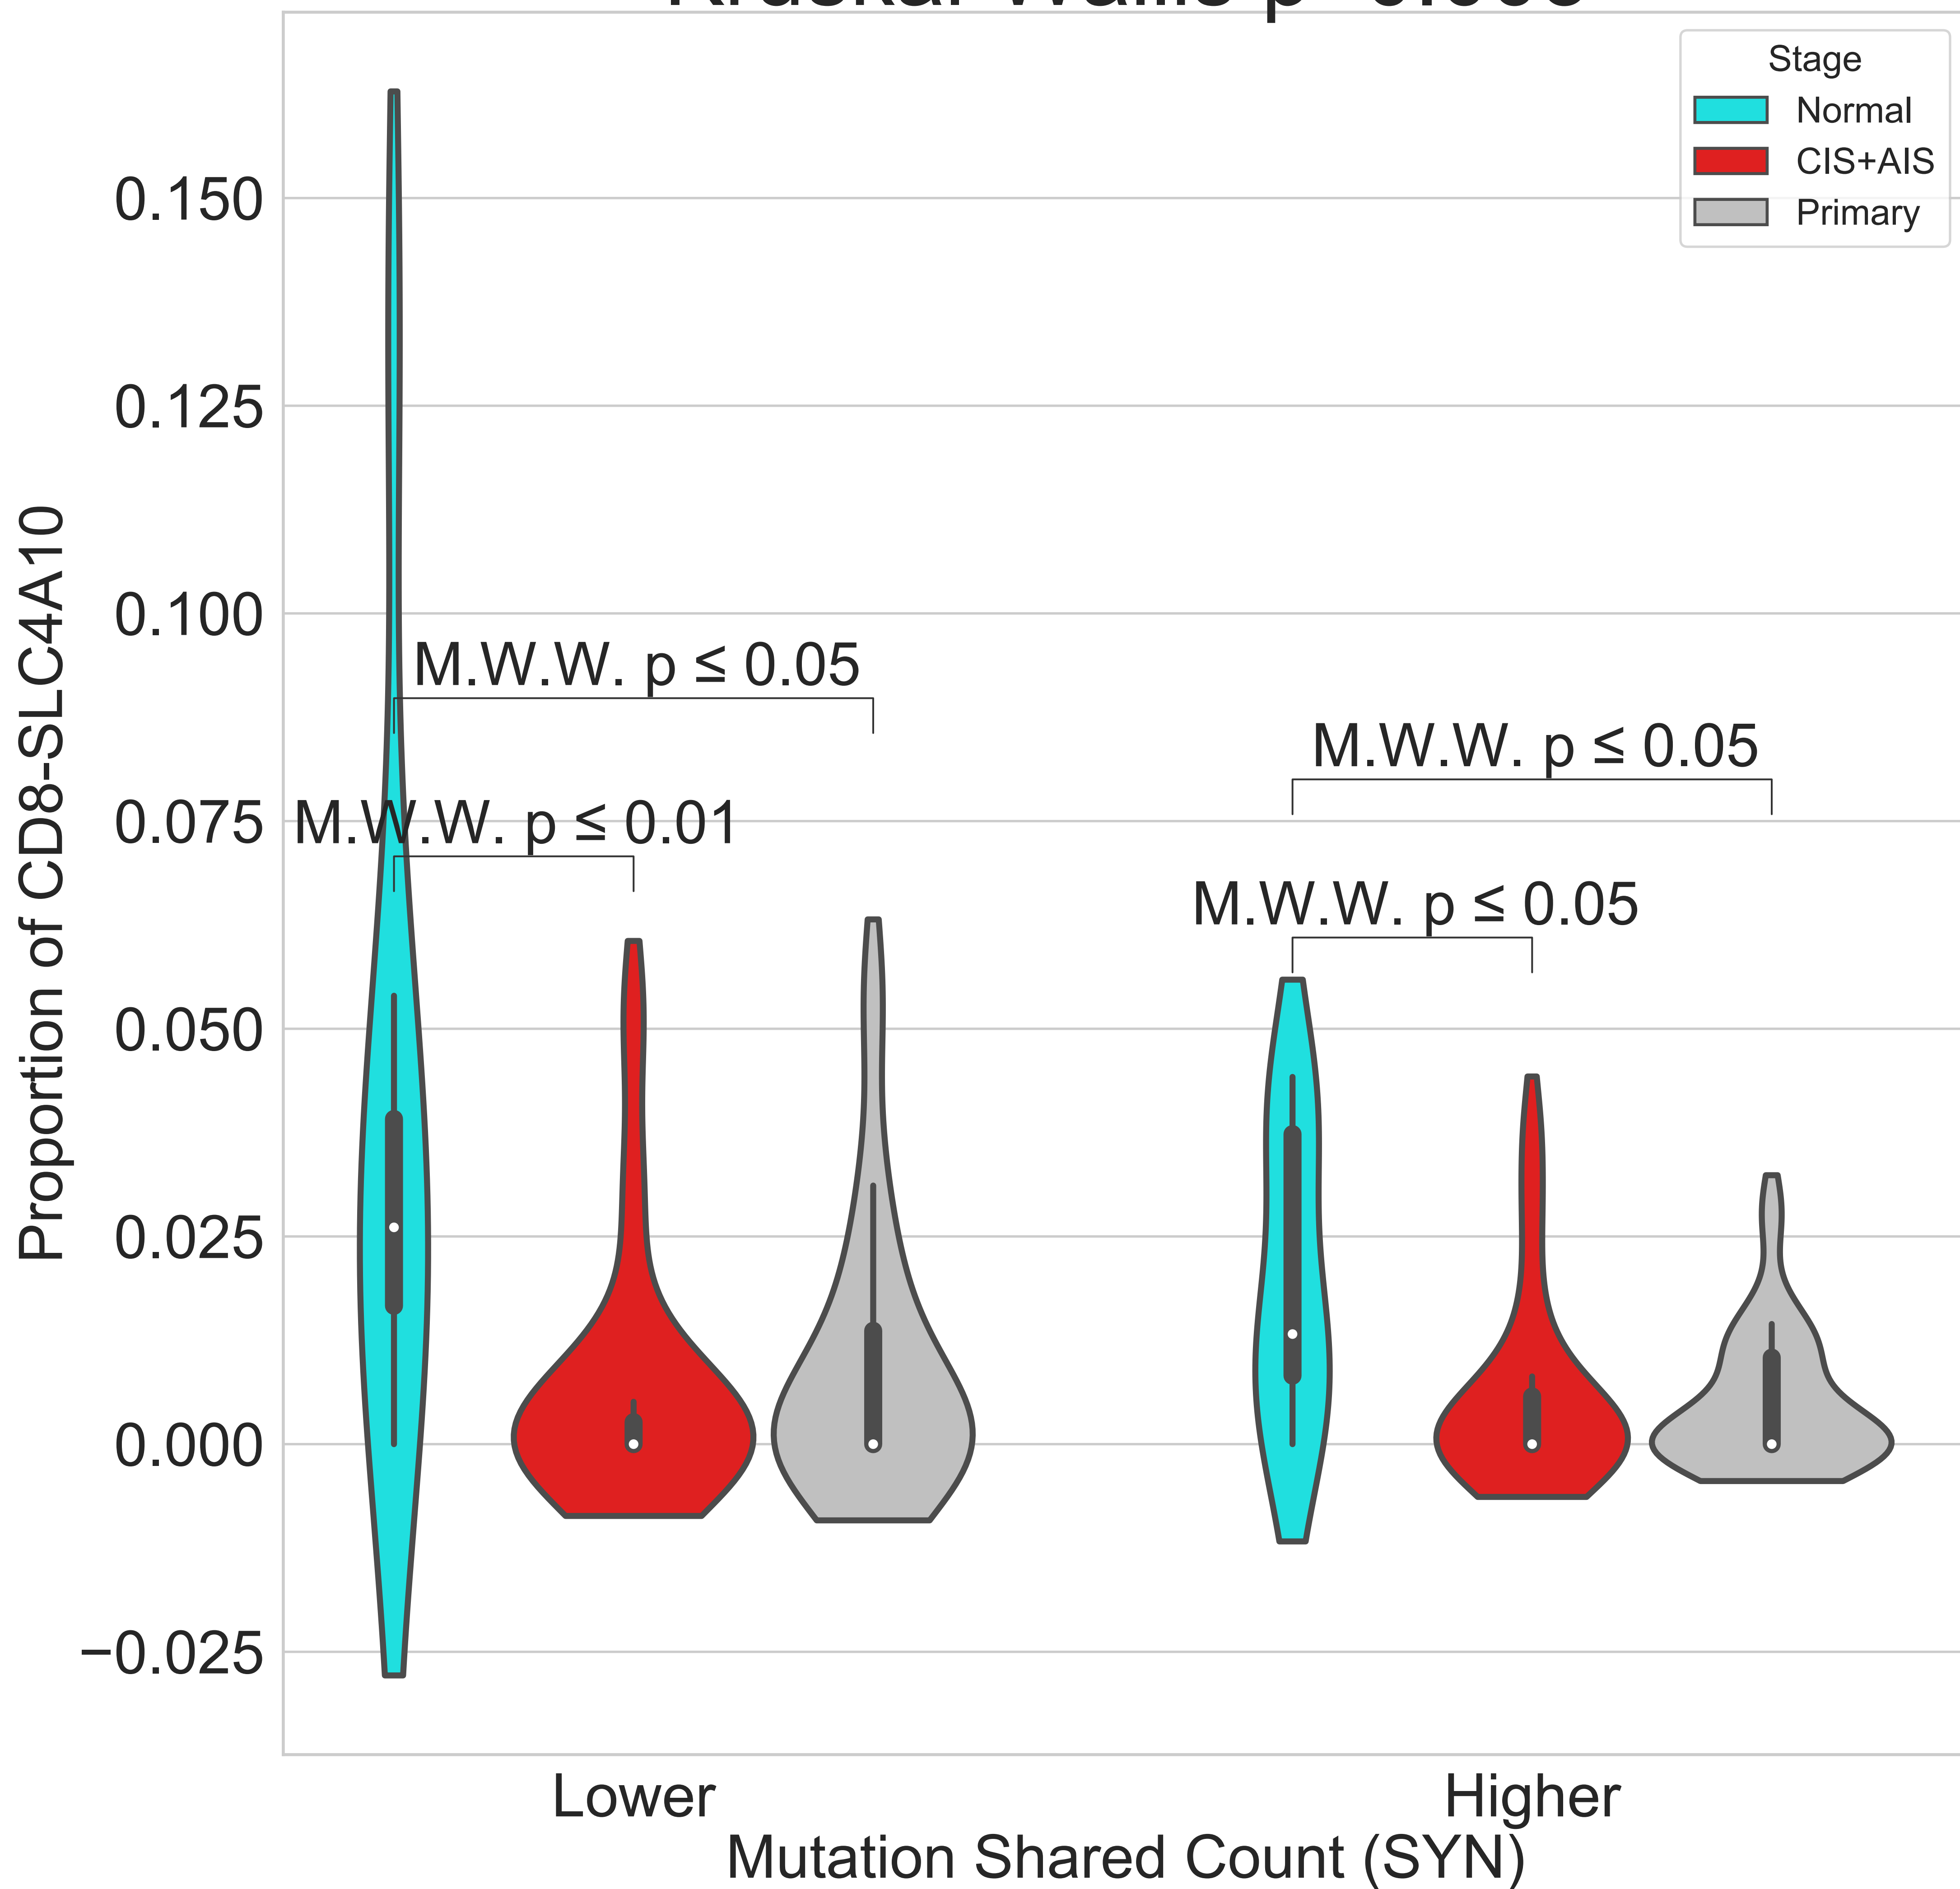 Stage
Normal
CIS+AIS
Primary
0.150
0.125
0.100
0.075
0.050
0.025
0.000
−0.025
Proportion of CD8-SLC4A10
M.W.W. p ≤ 0.05
M.W.W. p ≤ 0.01
M.W.W. p ≤ 0.05
M.W.W. p ≤ 0.05
Lower
Higher
Mutation Shared Count (SYN)